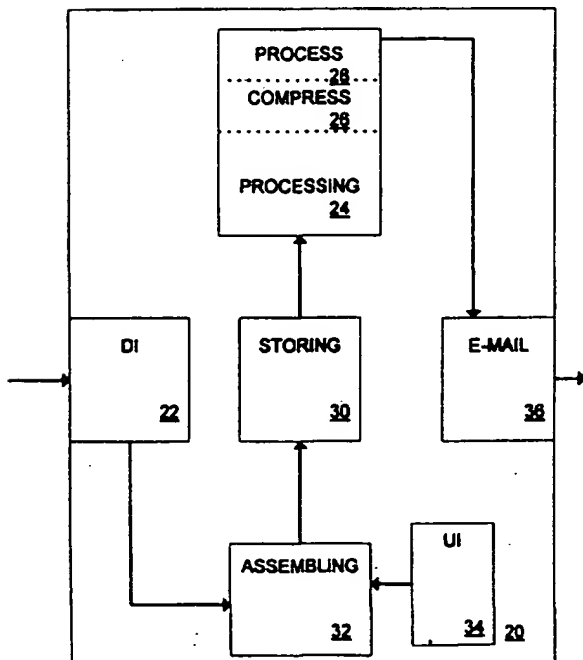 PROCESS
28
COMPRESS
26
PROCESSING
24
DI
22
STORING
30
E-MAIL
36
ASSEMBLING
32
UI
34
20